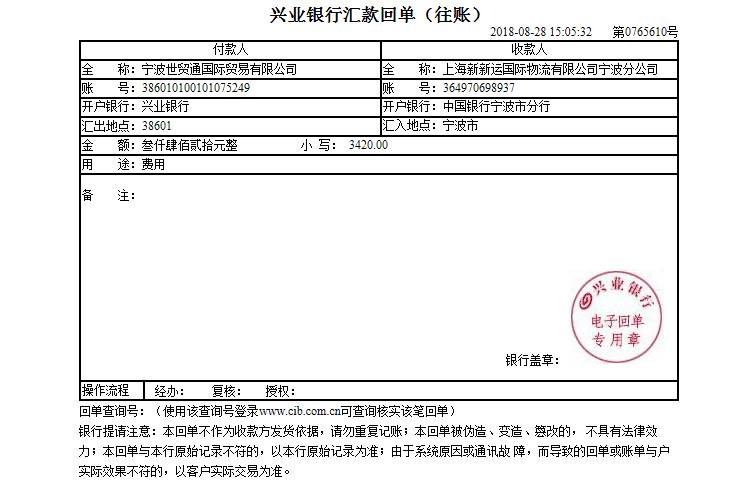 兴业银行汇款回单（往账）
2018-08-28 15:05:32 第0765610号
付款人 收款人
全 称：宁波世贸通国际贸易有限公司 全 称：上海新新运国际物流有限公司宁波分公司
账 号：386010100101075249 账 号：364970698937
开户银行：兴业银行 开户银行：中国银行宁波市分行
汇出地点：38601 汇入地点：宁波市
金 额：叁仟肆佰贰拾元整 小 写： 3420.00
用 途：费用
备 注：
兴业银行
电子回单
专用章
银行盖章：
操作流程 经办： 复核： 授权：
回单查询号：（使用该查询号登录www.cib.com.cn可查询核实该笔回单）
银行提请注意：本回单不作为收款方发货依据，请勿重复记账；本回单被伪造、变造、篡改的，不具有法律效
力；本回单与本行原始记录不符的，以本行原始记录为准；由于系统原因或通讯故 障，而导致的回单或账单与户
实际效果不符的，以客户实际交易为准。